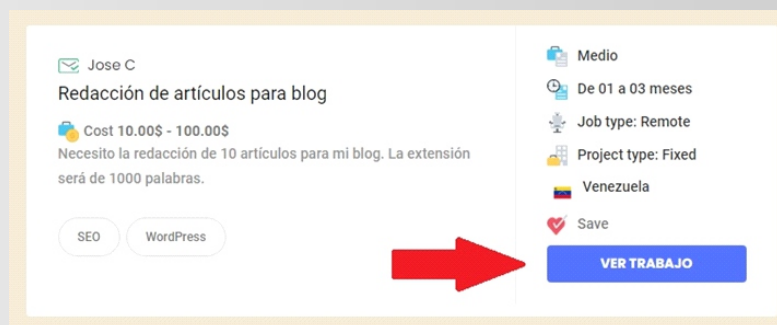 Jose C
Redacción de artículos para blog
Cost 10.00$ - 100.00$
Necesito la redacción de 10 artículos para mi blog. La extensión
será de 1000 palabras.
SEO
WordPress
Medio
De 01 a 03 meses
Job type: Remote
Project type: Fixed
Venezuela
Save
VER TRABAJO